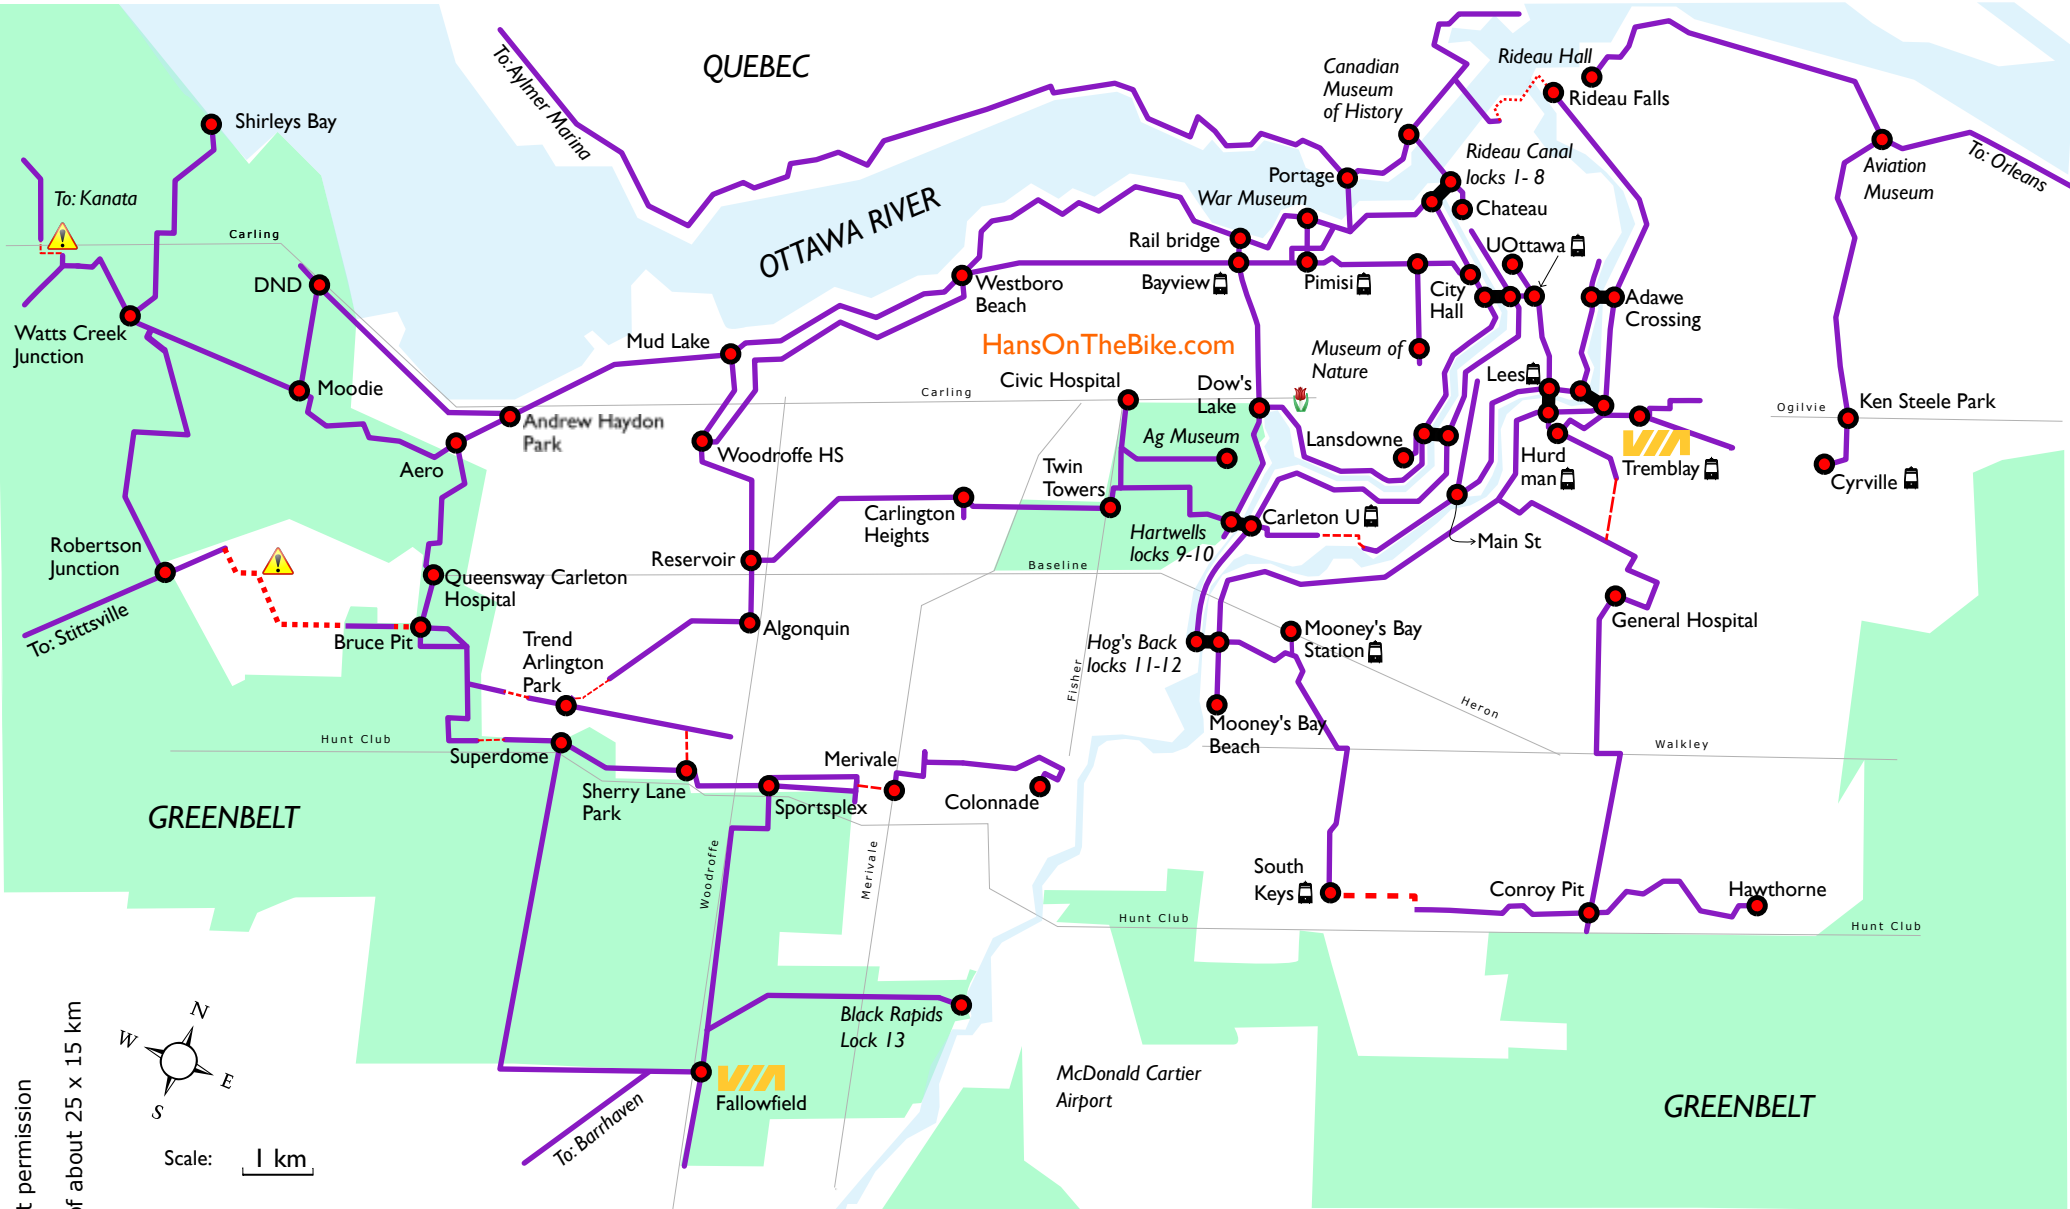 QUEBEC
To: Aylmer Marina
OTTAWA RIVER
Shirleys Bay
To: Kanata
Carling
DND
Watts Creek
Junction
Moodie
Aero
Andrew Haydon
Park
Mud Lake
Woodroffe HS
Westboro
Beach
HansOnTheBike.com
Canadian
Museum
of History
Rideau Hall
Rideau Falls
Rideau Canal
locks 1- 8
Portage
War Museum
Chateau
Rail bridge
Bayview
Pimisi
City
Hall
UOttawa
Adawe
Crossing
Aviation
Museum
To: Orleans
Museum of
Nature
Lees
Civic Hospital
Carling
Dow's
Lake
Ag Museum
Lansdowne
Ogilvie
Ken Steele Park
Cyrville
VIA
Tremblay
Hurd
man
Twin
Towers
Carlington
Heights
Hartwells
locks 9-10
Carleton U
Main St
Robertson
Junction
To: Stittsville
Queensway Carleton
Hospital
Bruce Pit
Reservoir
Baseline
Algonquin
Trend
Arlington
Park
Fisher
Hog's Back
locks 11-12
Mooney's Bay
Station
Mooney's Bay
Beach
General Hospital
Heron
Walkley
Hunt Club
Superdome
Sherry Lane
Park
Sportsplex
Merivale
Colonnade
GREENBELT
Woodroffe
Merivale
South
Keys
Conroy Pit
Hawthorne
Hunt Club
Hunt Club
Black Rapids
Lock 13
McDonald Cartier
Airport
GREENBELT
VIA
Fallowfield
To: Barrhaven
N
W
E
S
Scale:
1 km
t permission
of about 25 x 15 km